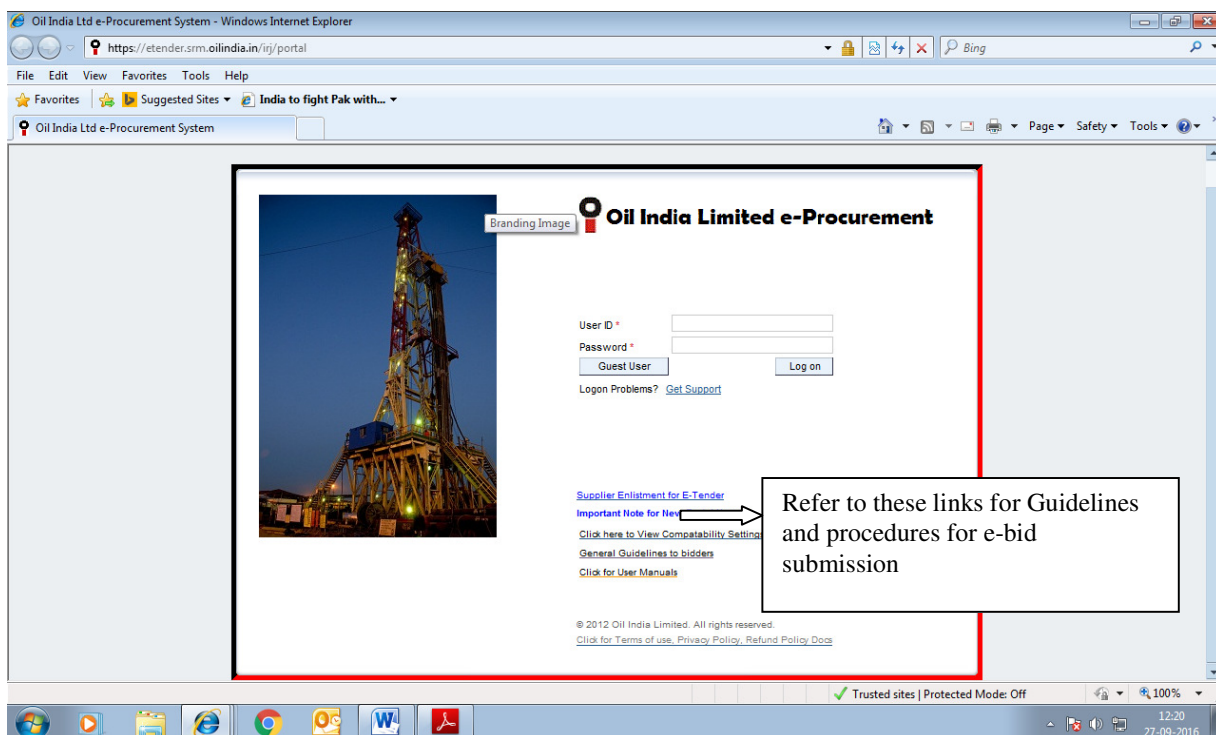 Oil India Ltd e-Procurement System - Windows Internet Explorer
https://etender.srm.oilindia.in/irj/portal
Bing
File Edit View Favorites Tools Help
Favorites Suggested Sites India to fight Pak with...
Oil India Ltd e-Procurement System
Page Safety Tools
Branding Image
Oil India Limited e-Procurement
User ID *
Password *
Guest User Log on
Logon Problems? Get Support
Supplier Enlistment for E-Tender
Important Note for
Click here to View Compatability
General Guidelines to bidders
Click for User Manuals
Refer to these links for Guidelines
and procedures for e-bid
submission
© 2012 Oil India Limited. All rights reserved.
Click for Terms of use, Privacy Policy, Refund Policy Docs
Trusted sites | Protected Mode: Off 100%
12:20
27-09-2016